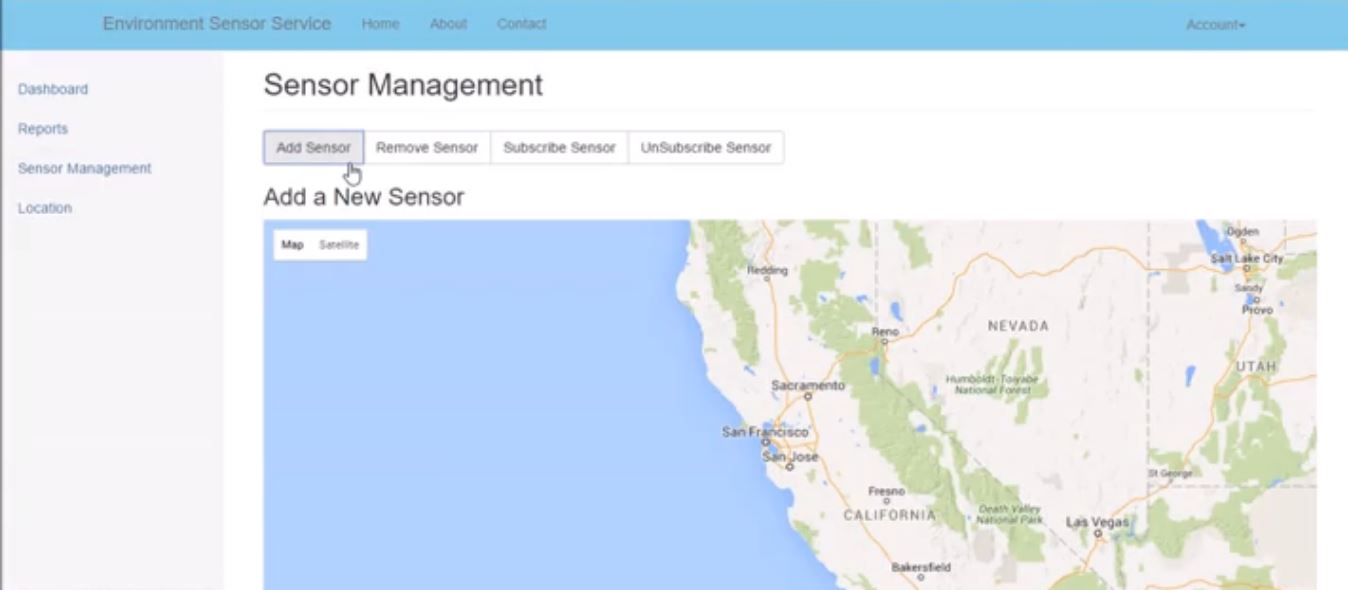 Environment Sensor Service Home About Contact Account
Dashboard
Reports
Sensor Management
Location
Sensor Management
Add Sensor Remove Sensor Subscribe Sensor UnSubscribe Sensor
Add a New Sensor
Map Satellite
Ogden
Salt Lake City
Redding
Sandy
Provo
NEVADA
Reno
UTAH
Humboldt-Toiyabe
National Forest
Sacramento
San Francisco
San Jose
St George
Fresno
Death Valley
National Park
CALIFORNIA
Las Vegas
Bakersfield